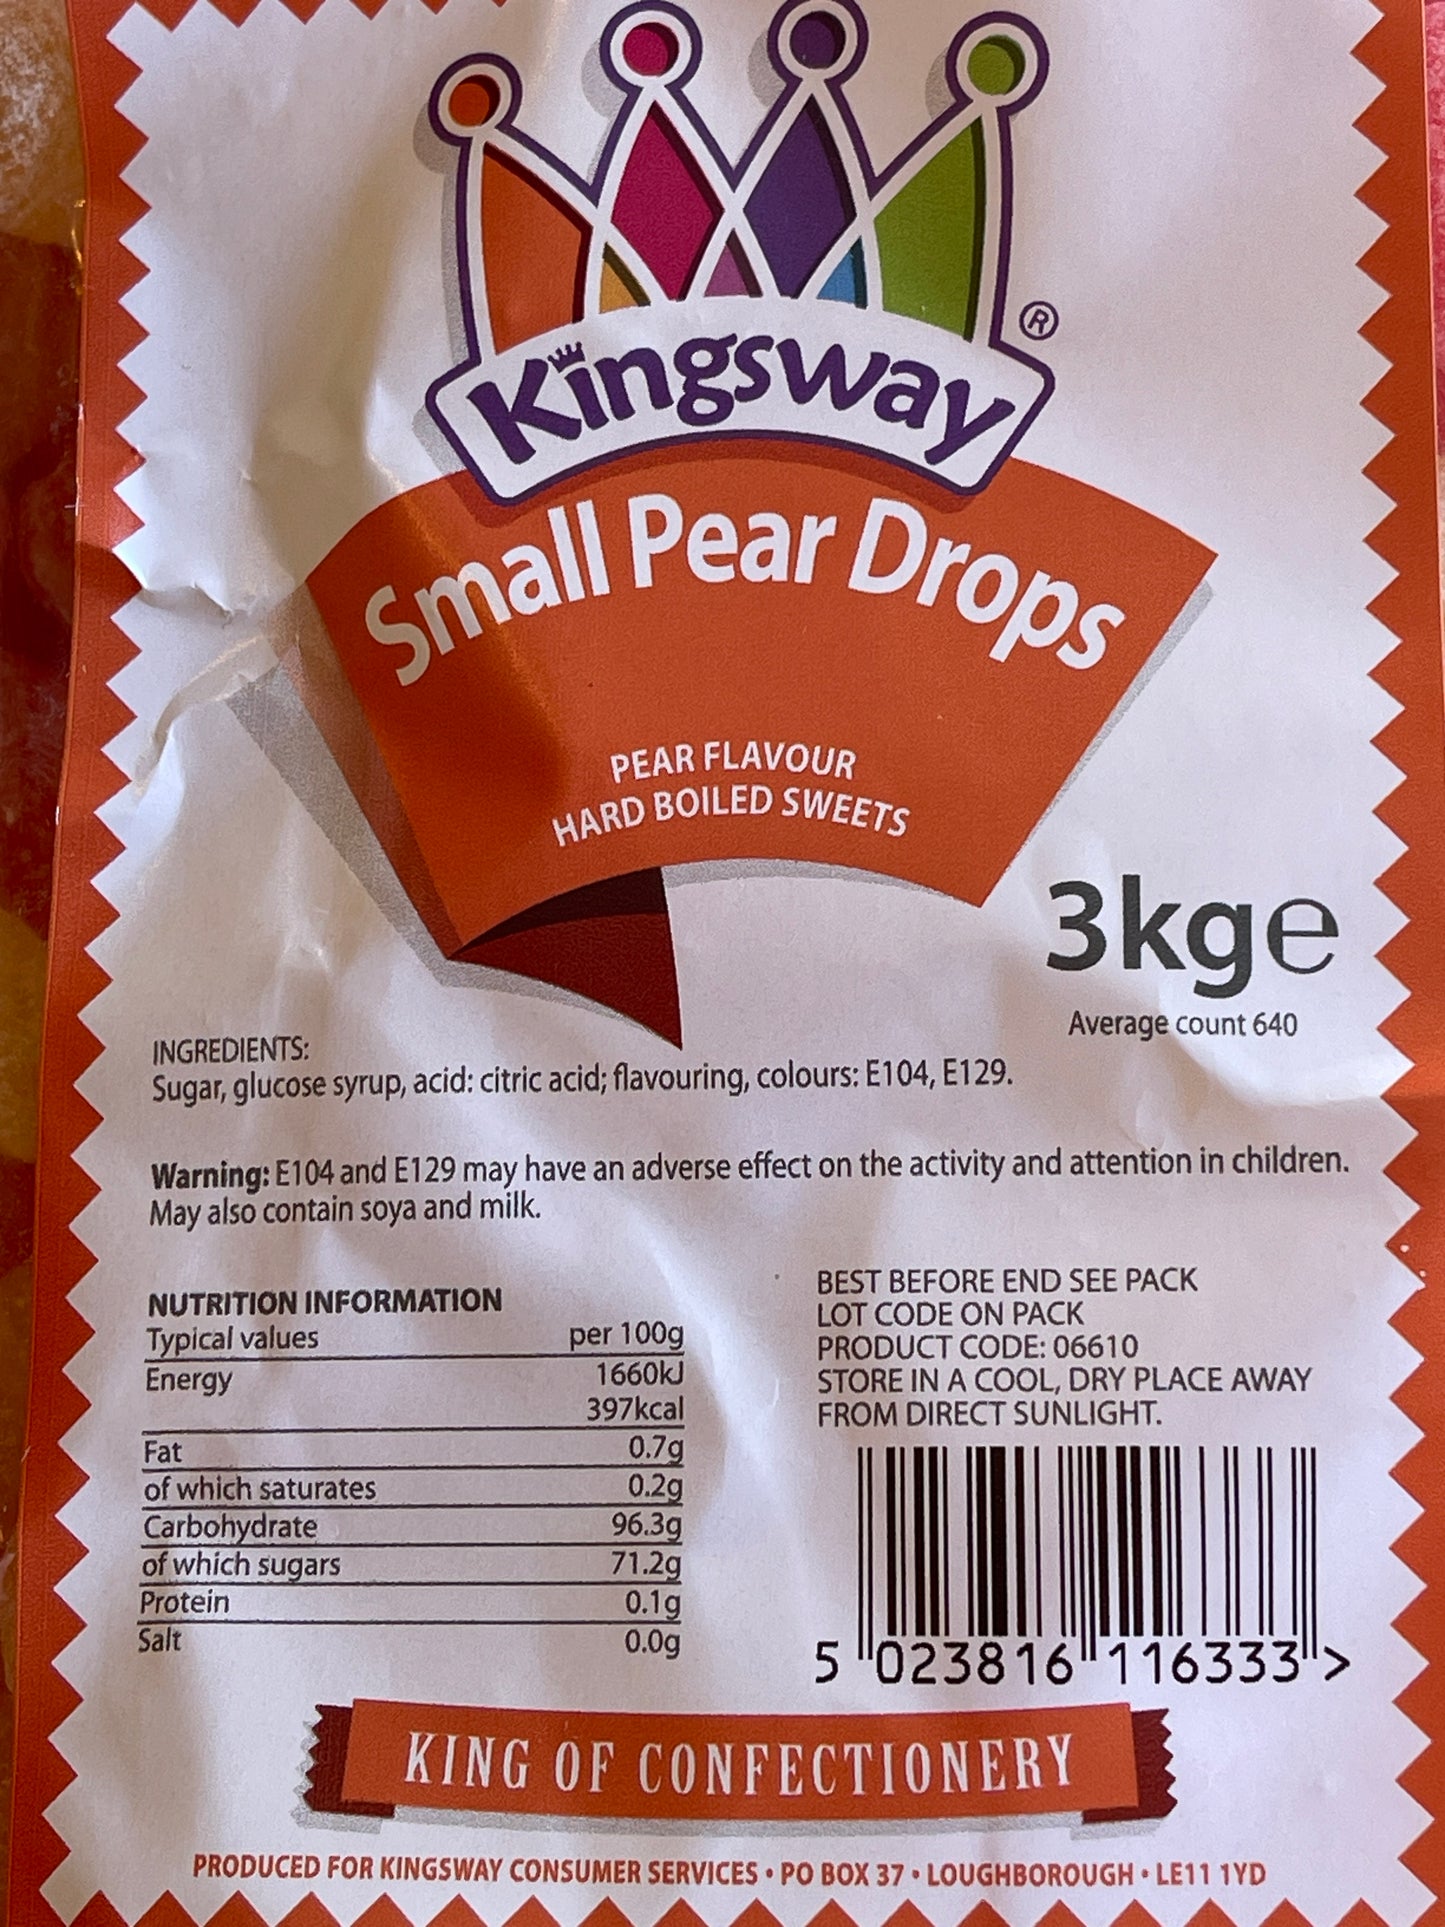 Kingsway
®
Small Pear Drops
PEAR FLAVOUR
HARD BOILED SWEETS
3kge
Average count 640
INGREDIENTS:
Sugar, glucose syrup, acid: citric acid; flavouring, colours: E104, E129.
Warning: E104 and E129 may have an adverse effect on the activity and attention in children.
May also contain soya and milk.
NUTRITION INFORMATION
Typical values per 100g
Energy 1660kJ
397kcal
Fat 0.7g
of which saturates 0.2g
Carbohydrate 96.3g
of which sugars 71.2g
Protein 0.1g
Salt 0.0g
BEST BEFORE END SEE PACK
LOT CODE ON PACK
PRODUCT CODE: 06610
STORE IN A COOL, DRY PLACE AWAY
FROM DIRECT SUNLIGHT.
5 023816 116333 >
KING OF CONFECTIONERY
PRODUCED FOR KINGSWAY CONSUMER SERVICES • PO BOX 37 • LOUGHBOROUGH • LE11 1YD